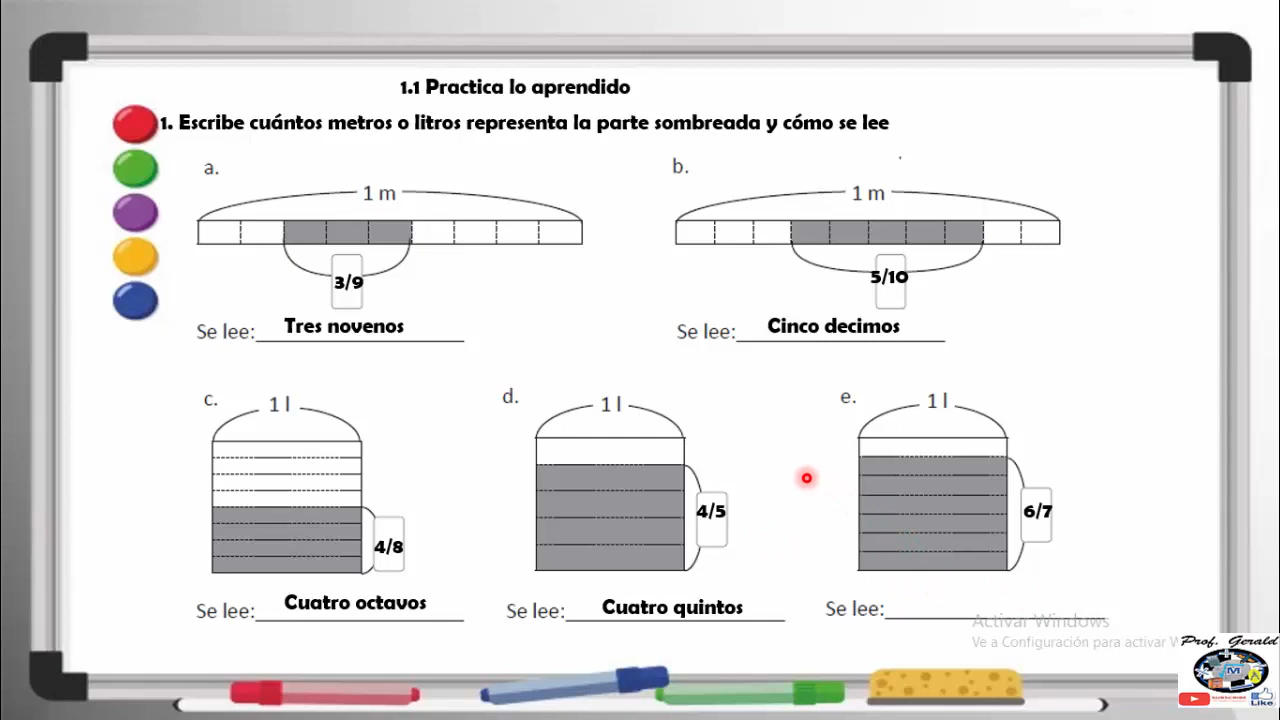 1.1 Practica lo aprendido
1. Escribe cuántos metros o litros representa la parte sombreada y cómo se lee
a.
1 m
3/9
Se lee: Tres novenos
b.
1 m
5/10
Se lee: Cinco decimos
c.
1 l
4/8
Se lee: Cuatro octavos
d.
1 l
4/5
Se lee: Cuatro quintos
e.
1 l
6/7
Se lee:
Activar Windows
Ve a Configuración para activar
Prof. Gerald
Like